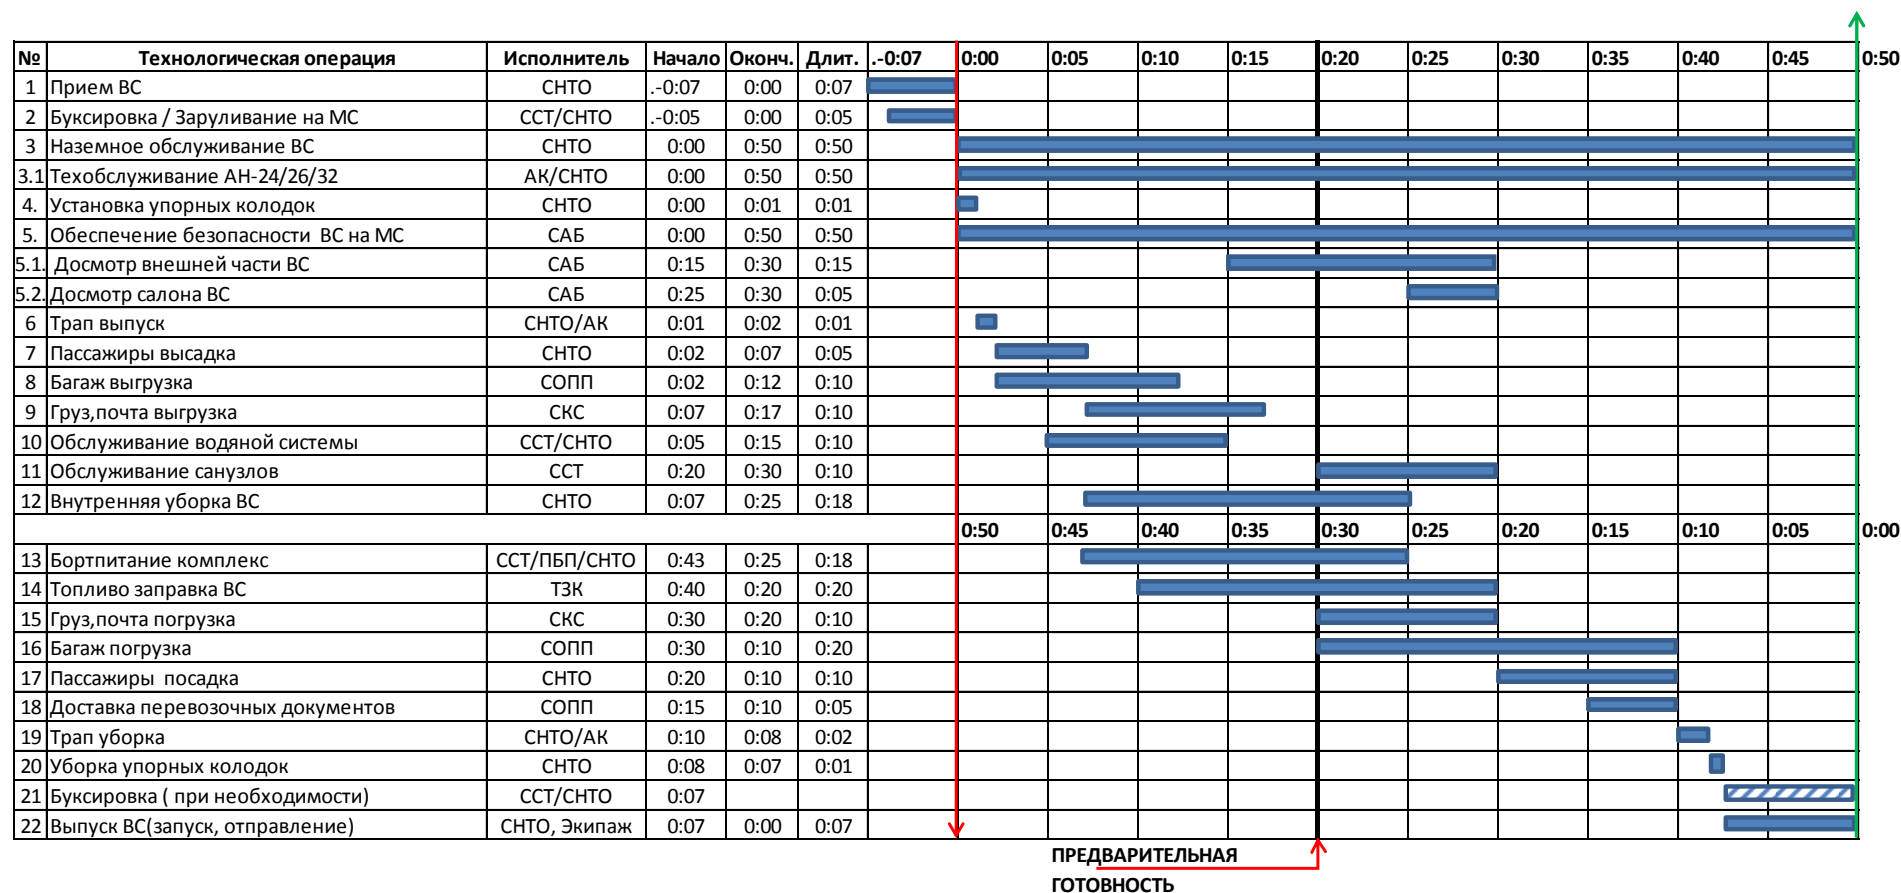 № Технологическая операция Исполнитель Начало Оконч. Длит. .-0:07 0:00 0:05 0:10 0:15 0:20 0:25 0:30 0:35 0:40 0:45 0:50
1 Прием ВС СНТО .-0:07 0:00 0:07
2 Буксировка / Заруливание на МС ССТ/СНТО .-0:05 0:00 0:05
3 Наземное обслуживание ВС СНТО 0:00 0:50 0:50
3.1 Техобслуживание АН-24/26/32 АК/СНТО 0:00 0:50 0:50
4. Установка упорных колодок СНТО 0:00 0:01 0:01
5. Обеспечение безопасности ВС на МС САБ 0:00 0:50 0:50
5.1. Досмотр внешней части ВС САБ 0:15 0:30 0:15
5.2. Досмотр салона ВС САБ 0:25 0:30 0:05
6 Трап выпуск СНТО/АК 0:01 0:02 0:01
7 Пассажиры высадка СНТО 0:02 0:07 0:05
8 Багаж выгрузка СОПП 0:02 0:12 0:10
9 Груз,почта выгрузка СКС 0:07 0:17 0:10
10 Обслуживание водяной системы ССТ/СНТО 0:05 0:15 0:10
11 Обслуживание санузлов ССТ 0:20 0:30 0:10
12 Внутренняя уборка ВС СНТО 0:07 0:25 0:18
0:50 0:45 0:40 0:35 0:30 0:25 0:20 0:15 0:10 0:05 0:00
13 Бортпитание комплекс ССТ/ПБП/СНТО 0:43 0:25 0:18
14 Топливо заправка ВС ТЗК 0:40 0:20 0:20
15 Груз,почта погрузка СКС 0:30 0:20 0:10
16 Багаж погрузка СОПП 0:30 0:10 0:20
17 Пассажиры посадка СНТО 0:20 0:10 0:10
18 Доставка перевозочных документов СОПП 0:15 0:10 0:05
19 Трап уборка СНТО/АК 0:10 0:08 0:02
20 Уборка упорных колодок СНТО 0:08 0:07 0:01
21 Буксировка ( при необходимости) ССТ/СНТО 0:07
22 Выпуск ВС(запуск, отправление) СНТО, Экипаж 0:07 0:00 0:07
ПРЕДВАРИТЕЛЬНАЯ
ГОТОВНОСТЬ